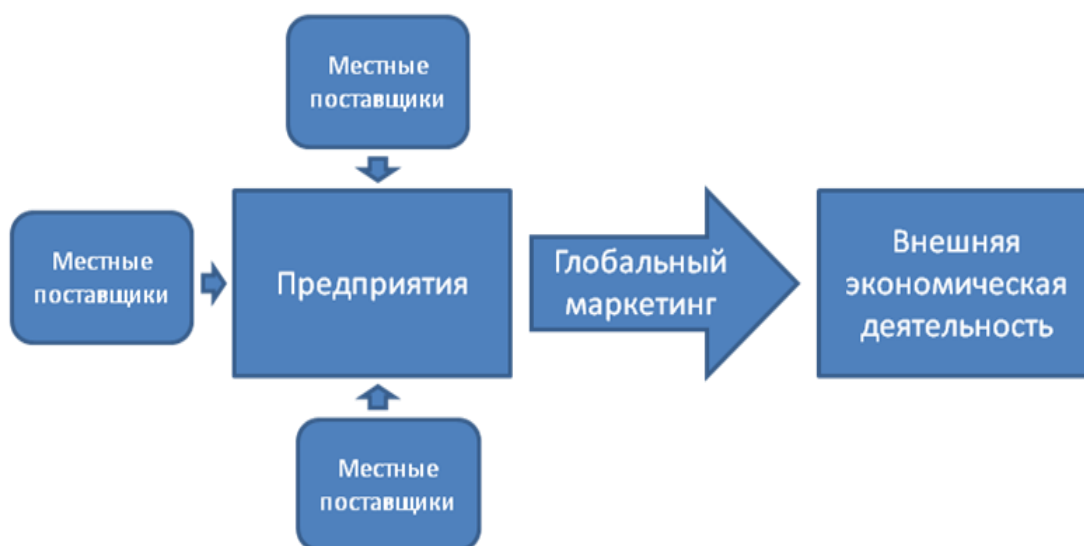 Местные
поставщики
Местные
поставщики
Предприятия
Глобальный
маркетинг
Внешняя
экономическая
деятельность
Местные
поставщики